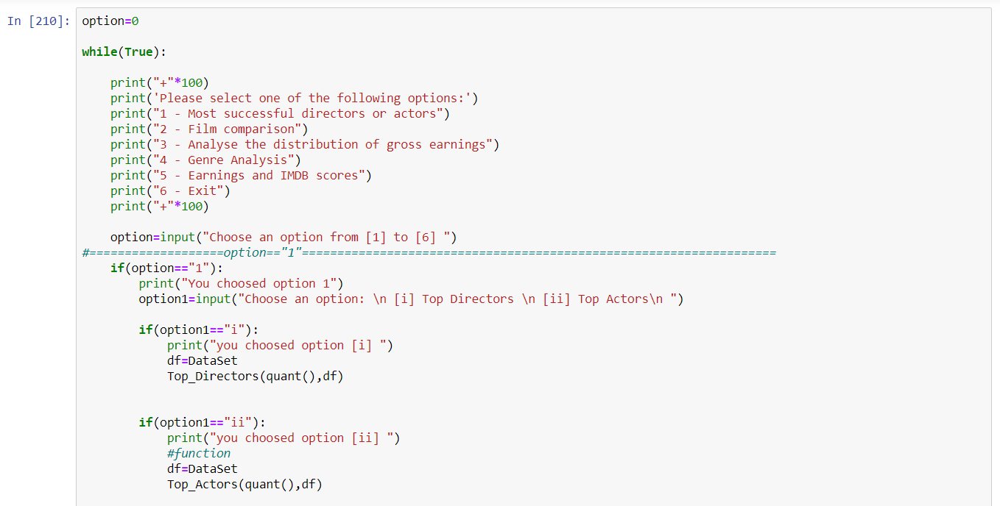 In [210]: option=0
while(True):
    print("+"*100)
    print('Please select one of the following options:')
    print("1 - Most successful directors or actors")
    print("2 - Film comparison")
    print("3 - Analyse the distribution of gross earnings")
    print("4 - Genre Analysis")
    print("5 - Earnings and IMDB scores")
    print("6 - Exit")
    print("+"*100)
    option=input("Choose an option from [1] to [6] ")
#===================option=="1"===================================================================
    if(option=="1"):
        print("You choosed option 1")
        option1=input("Choose an option: \n [i] Top Directors \n [ii] Top Actors\n ")
        if(option1=="i"):
            print("you choosed option [i] ")
            df=DataSet
            Top_Directors(quant(),df)
        if(option1=="ii"):
            print("you choosed option [ii] ")
            #function
            df=DataSet
            Top_Actors(quant(),df)